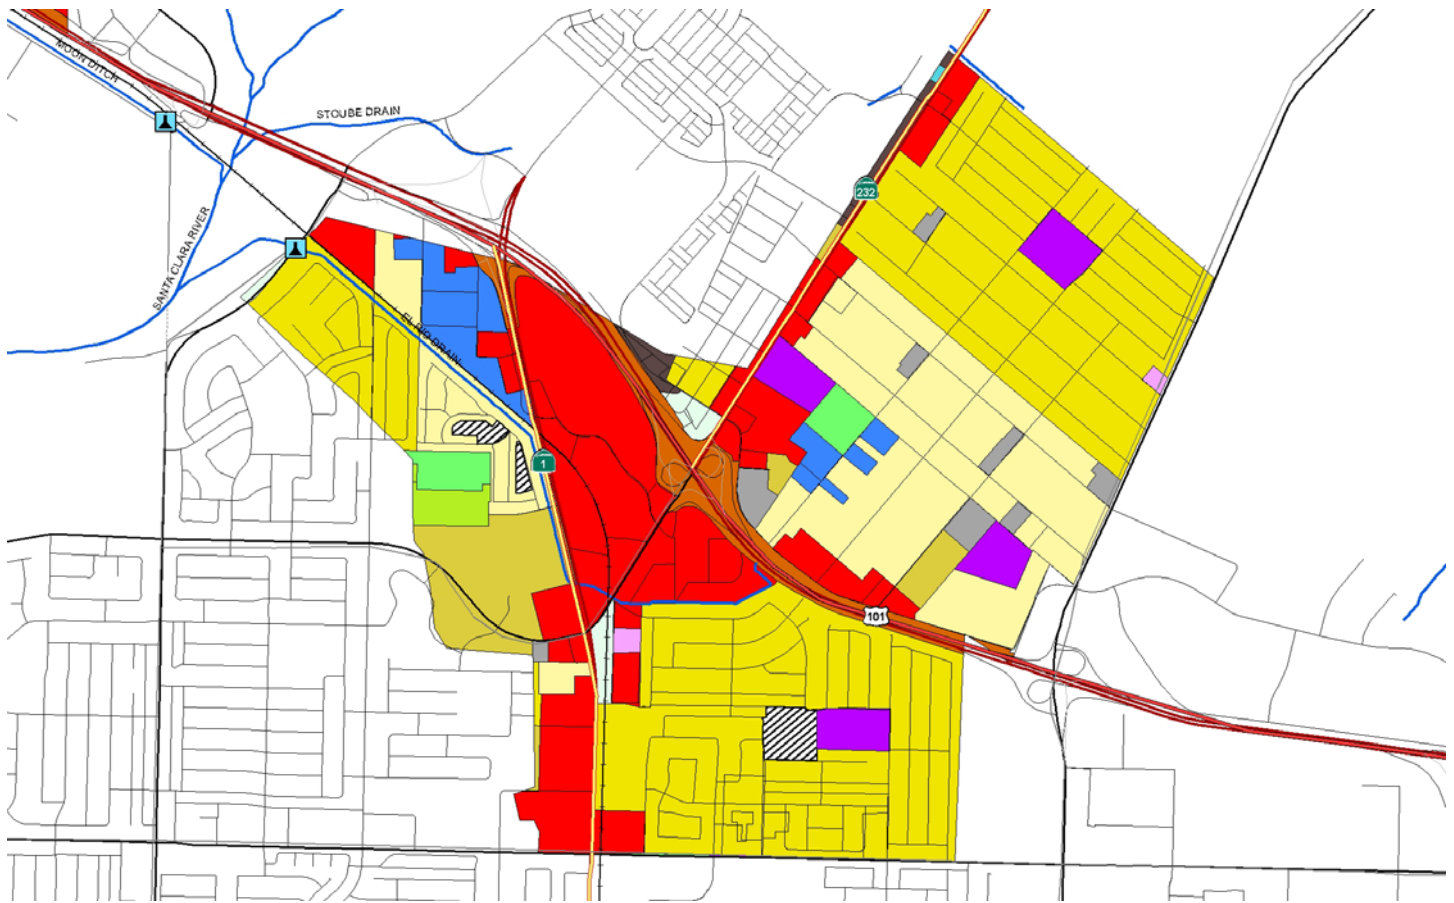 MOON DITCH
STOUBE DRAIN
232
SANTA CLARA RIVER
EL RIO DRAIN
1
101